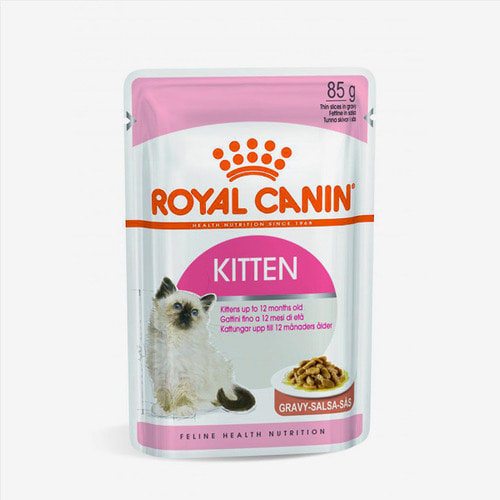 85 g
Thin slices in gravy
Fettine in salsa
Tunna skivor i sås
ROYAL CANIN®
HEALTH NUTRITION SINCE 1968
KITTEN
Kittens up to 12 months old
Gattini fino a 12 mesi di età
Kattungar upp till 12 månaders ålder
GRAVY-SALSA-SÅS
FELINE HEALTH NUTRITION